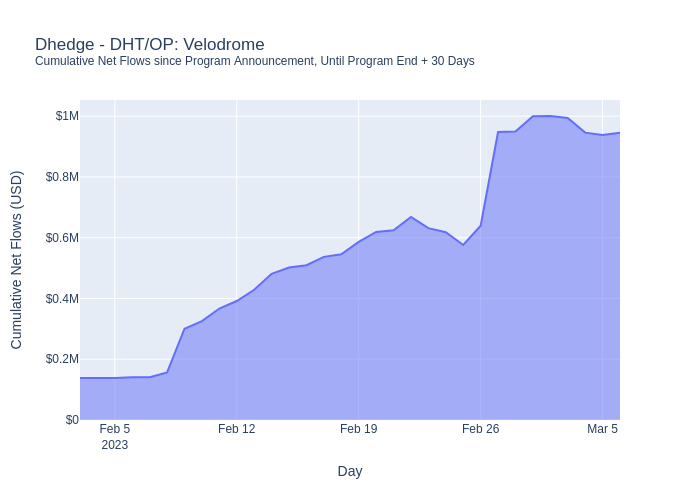 Dhedge - DHT/OP: Velodrome
Cumulative Net Flows since Program Announcement, Until Program End + 30 Days
Cumulative Net Flows (USD)
$1M
$0.8M
$0.6M
$0.4M
$0.2M
$0
Feb 5
2023
Feb 12
Feb 19
Feb 26
Mar 5
Day